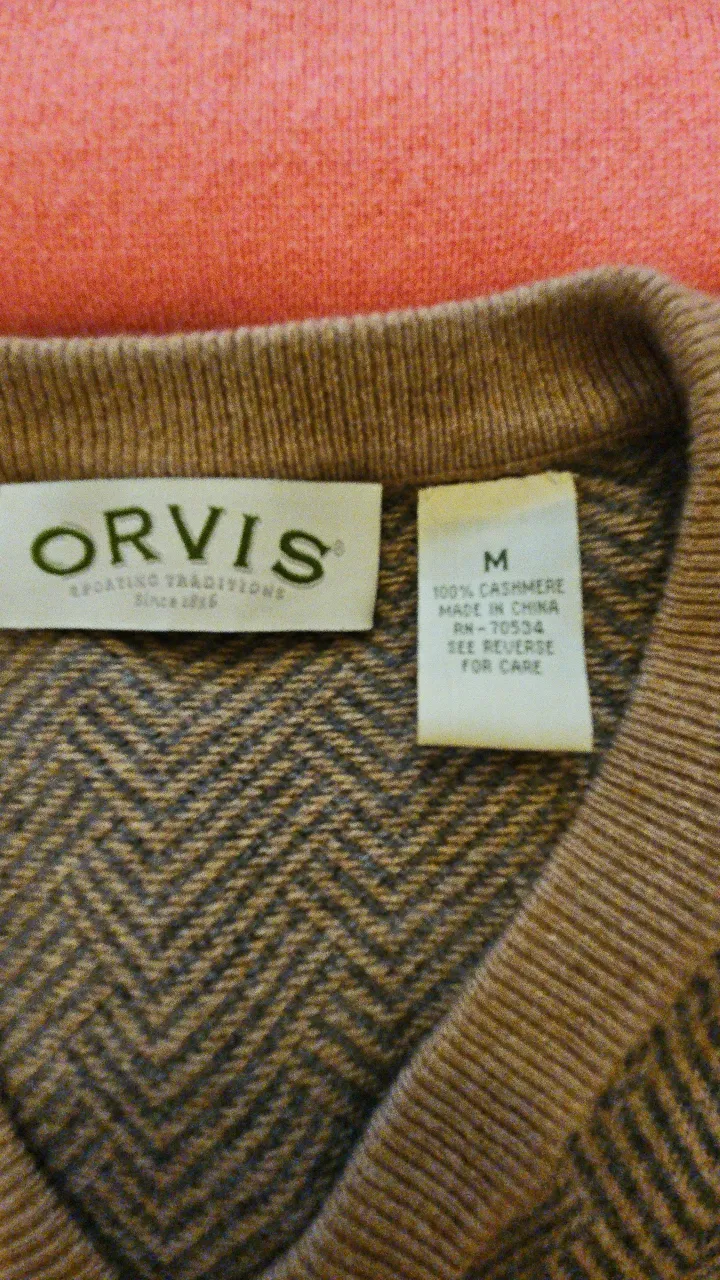 ORVIS®
SPORTING TRADITIONS
Since 1856
M
100% CASHMERE
MADE IN CHINA
RN-70534
SEE REVERSE
FOR CARE